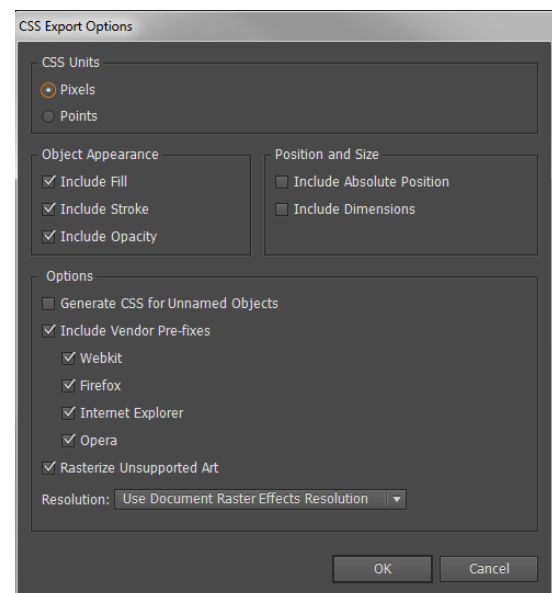 CSS Export Options
CSS Units
Pixels
Points
Object Appearance
Include Fill
Include Stroke
Include Opacity
Position and Size
Include Absolute Position
Include Dimensions
Options
Generate CSS for Unnamed Objects
Include Vendor Pre-fixes
Webkit
Firefox
Internet Explorer
Opera
Rasterize Unsupported Art
Resolution: Use Document Raster Effects Resolution
OK Cancel